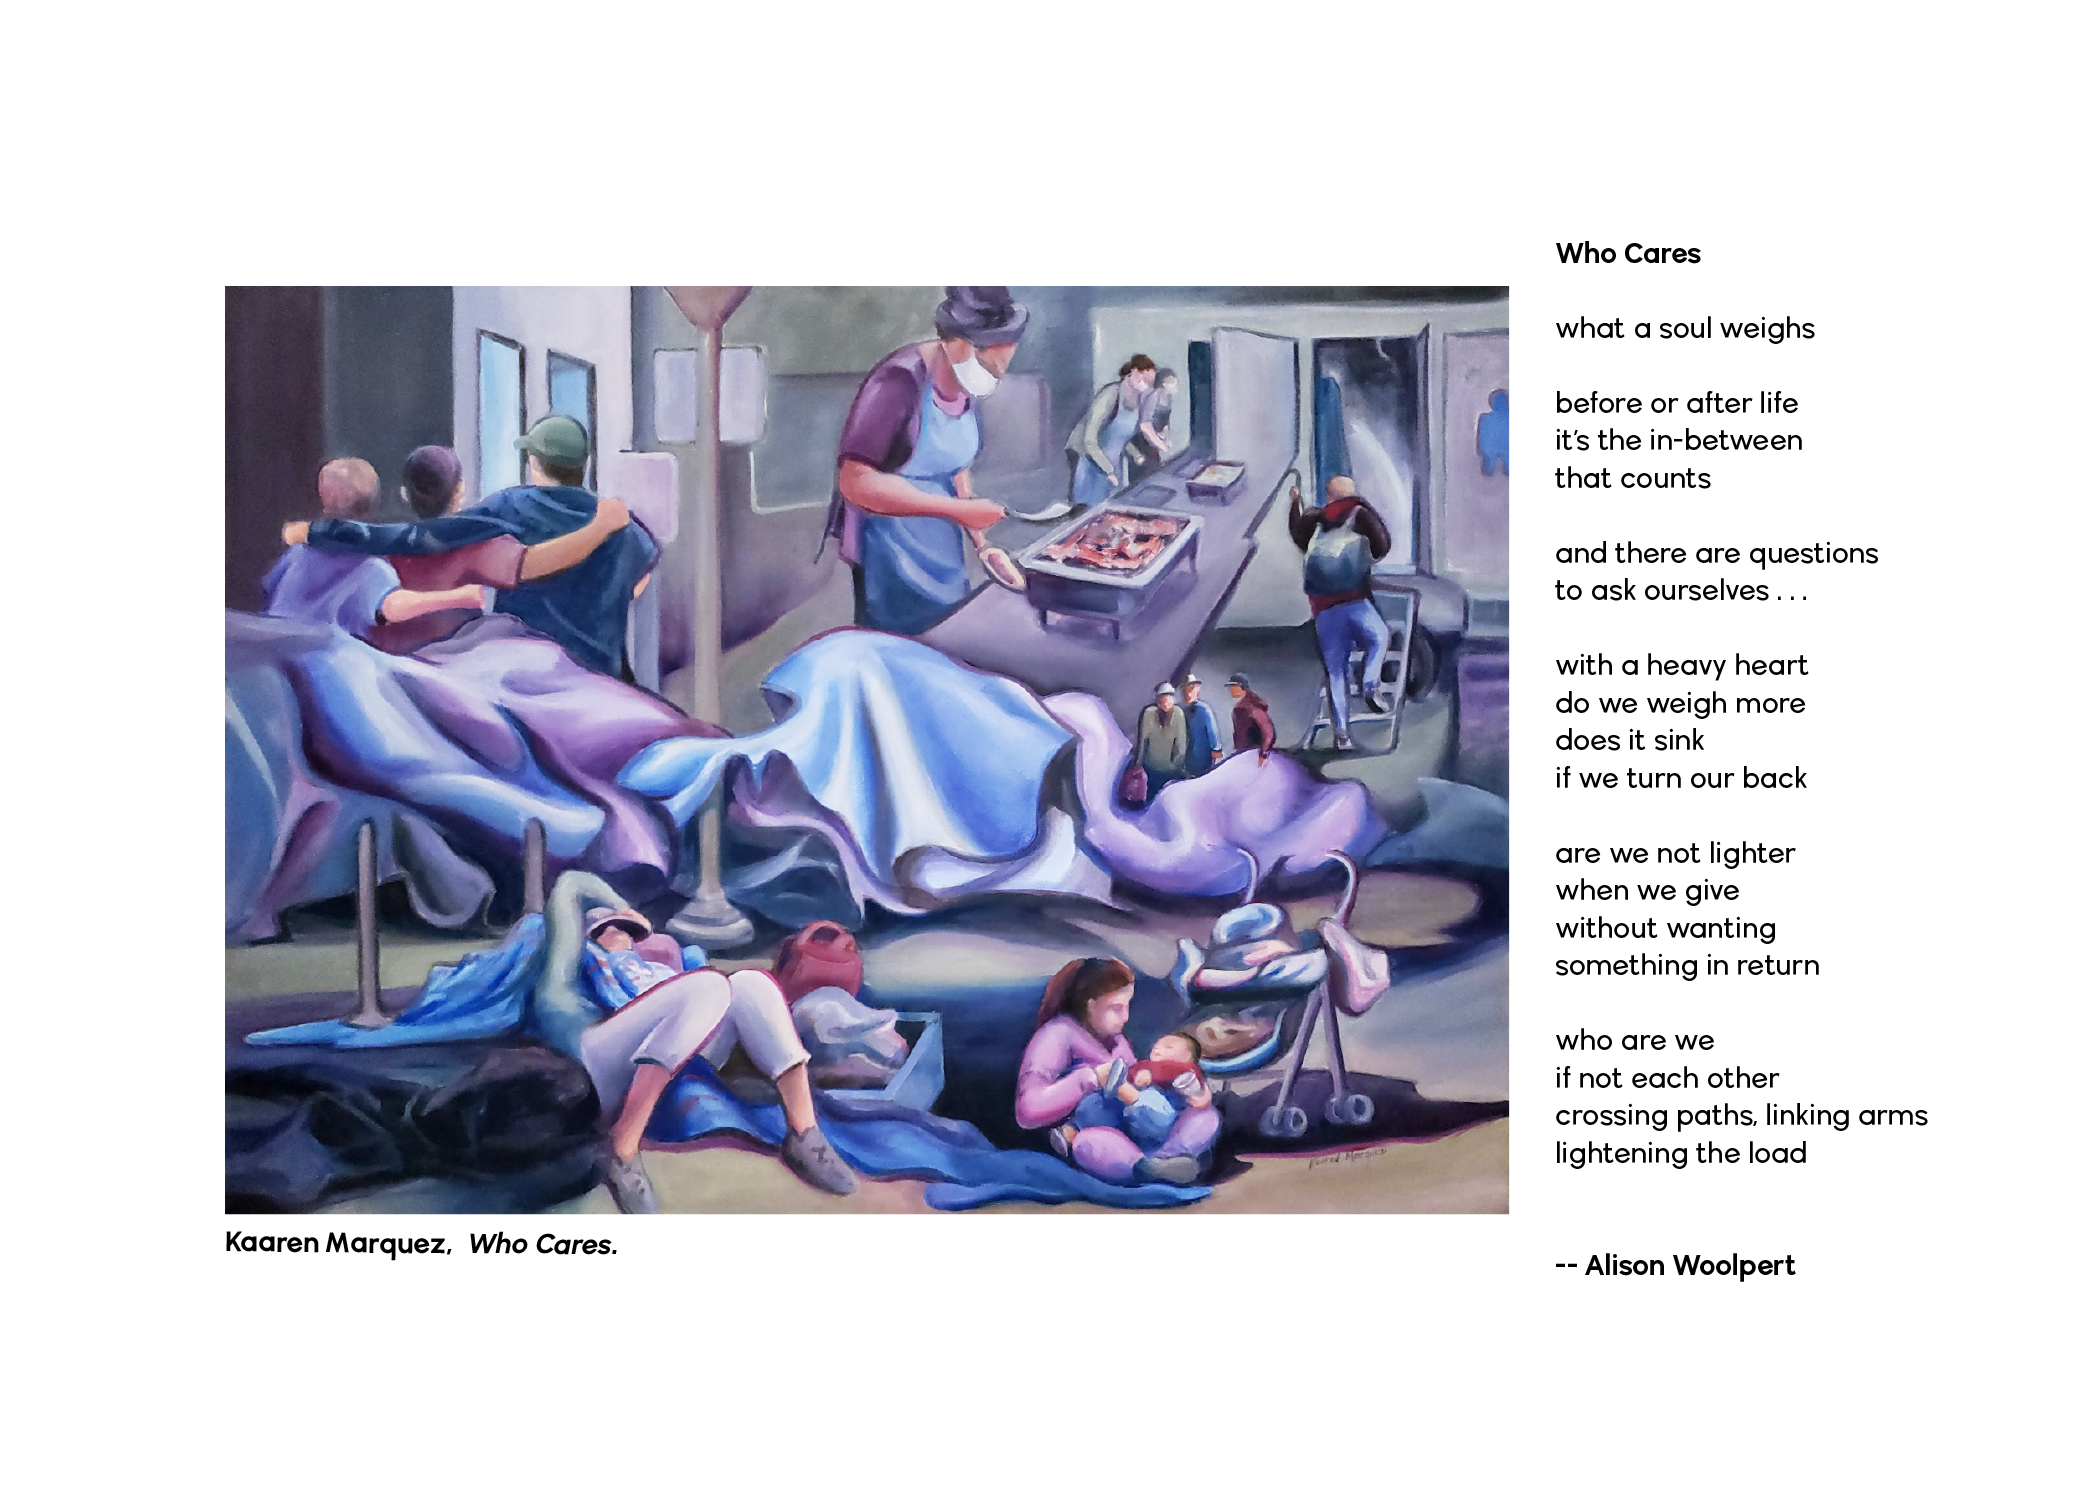 Who Cares
what a soul weighs
before or after life
it's the in-between
that counts
and there are questions
to ask ourselves . . .
with a heavy heart
do we weigh more
does it sink
if we turn our back
are we not lighter
when we give
without wanting
something in return
who are we
if not each other
crossing paths, linking arms
lightening the load
-- Alison Woolpert
Kaaren Marquez, Who Cares.